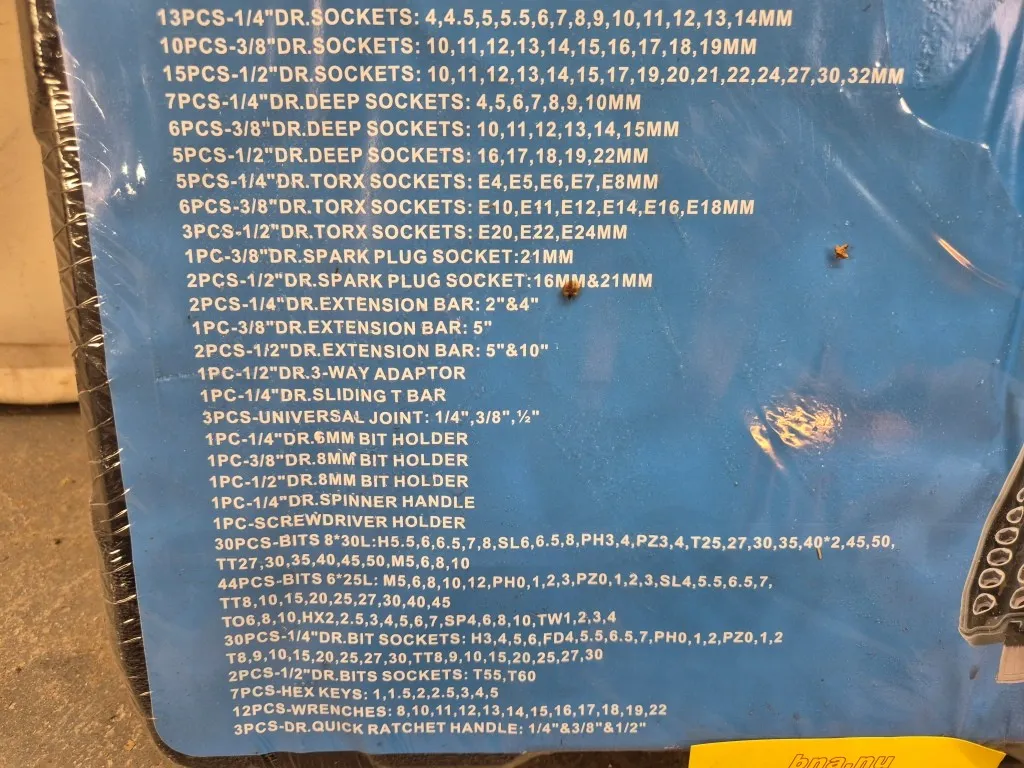 13PCS-1/4"DR.SOCKETS: 4,4.5,5,5.5,6,7,8,9,10,11,12,13,14MM
10PCS-3/8"DR.SOCKETS: 10,11,12,13,14,15,16,17,18,19MM
15PCS-1/2"DR.SOCKETS: 10,11,12,13,14,15,17,19,20,21,22,24,27,30,32MM
7PCS-1/4"DR.DEEP SOCKETS: 4,5,6,7,8,9,10MM
6PCS-3/8"DR.DEEP SOCKETS: 10,11,12,13,14,15MM
5PCS-1/2"DR.DEEP SOCKETS: 16,17,18,19,22MM
5PCS-1/4"DR.TORX SOCKETS: E4,E5,E6,E7,E8MM
6PCS-3/8"DR.TORX SOCKETS: E10,E11,E12,E14,E16,E18MM
3PCS-1/2"DR.TORX SOCKETS: E20,E22,E24MM
1PC-3/8"DR.SPARK PLUG SOCKET:21MM
2PCS-1/2"DR.SPARK PLUG SOCKET:16MM&21MM
2PCS-1/4"DR.EXTENSION BAR: 2"&4"
1PC-3/8"DR.EXTENSION BAR: 5"
2PCS-1/2"DR.EXTENSION BAR: 5"&10"
1PC-1/2"DR.3-WAY ADAPTOR
1PC-1/4"DR.SLIDING T BAR
3PCS-UNIVERSAL JOINT: 1/4",3/8",½"
1PC-1/4"DR.6MM BIT HOLDER
1PC-3/8"DR.8MM BIT HOLDER
1PC-1/2"DR.8MM BIT HOLDER
1PC-1/4"DR.SPINNER HANDLE
1PC-SCREWDRIVER HOLDER
30PCS-BITS 8*30L:H5.5,6,6.5,7,8,SL6,6.5,8,PH3,4,PZ3,4,T25,27,30,35,40*2,45,50,
TT27,30,35,40,45,50,M5,6,8,10
44PCS-BITS 6*25L: M5,6,8,10,12,PH0,1,2,3,PZ0,1,2,3,SL4,5.5,6.5,7,
TT8,10,15,20,25,27,30,40,45
TO6,8,10,HX2,2.5,3,4,5,6,7,SP4,6,8,10,TW1,2,3,4
30PCS-1/4"DR.BIT SOCKETS: H3,4,5,6,FD4,5.5,6.5,7,PH0,1,2,PZ0,1,2
T8,9,10,15,20,25,27,30,TT8,9,10,15,20,25,27,30
2PCS-1/2"DR.BITS SOCKETS: T55,T60
7PCS-HEX KEYS: 1,1.5,2,2.5,3,4,5
12PCS-WRENCHES: 8,10,11,12,13,14,15,16,17,18,19,22
3PCS-DR.QUICK RATCHET HANDLE: 1/4"&3/8"&1/2"